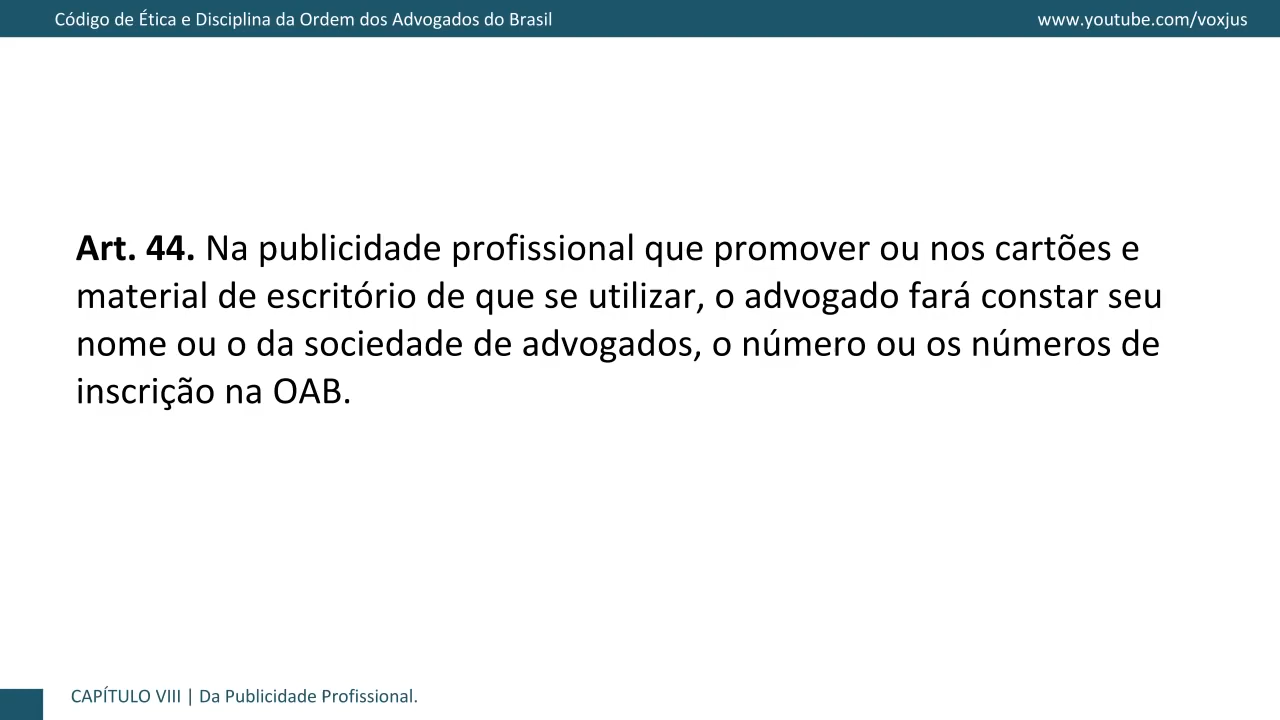 Código de Ética e Disciplina da Ordem dos Advogados do Brasil
www.youtube.com/voxjus
Art. 44. Na publicidade profissional que promover ou nos cartões e
material de escritório de que se utilizar, o advogado fará constar seu
nome ou o da sociedade de advogados, o número ou os números de
inscrição na OAB.
CAPÍTULO VIII | Da Publicidade Profissional.